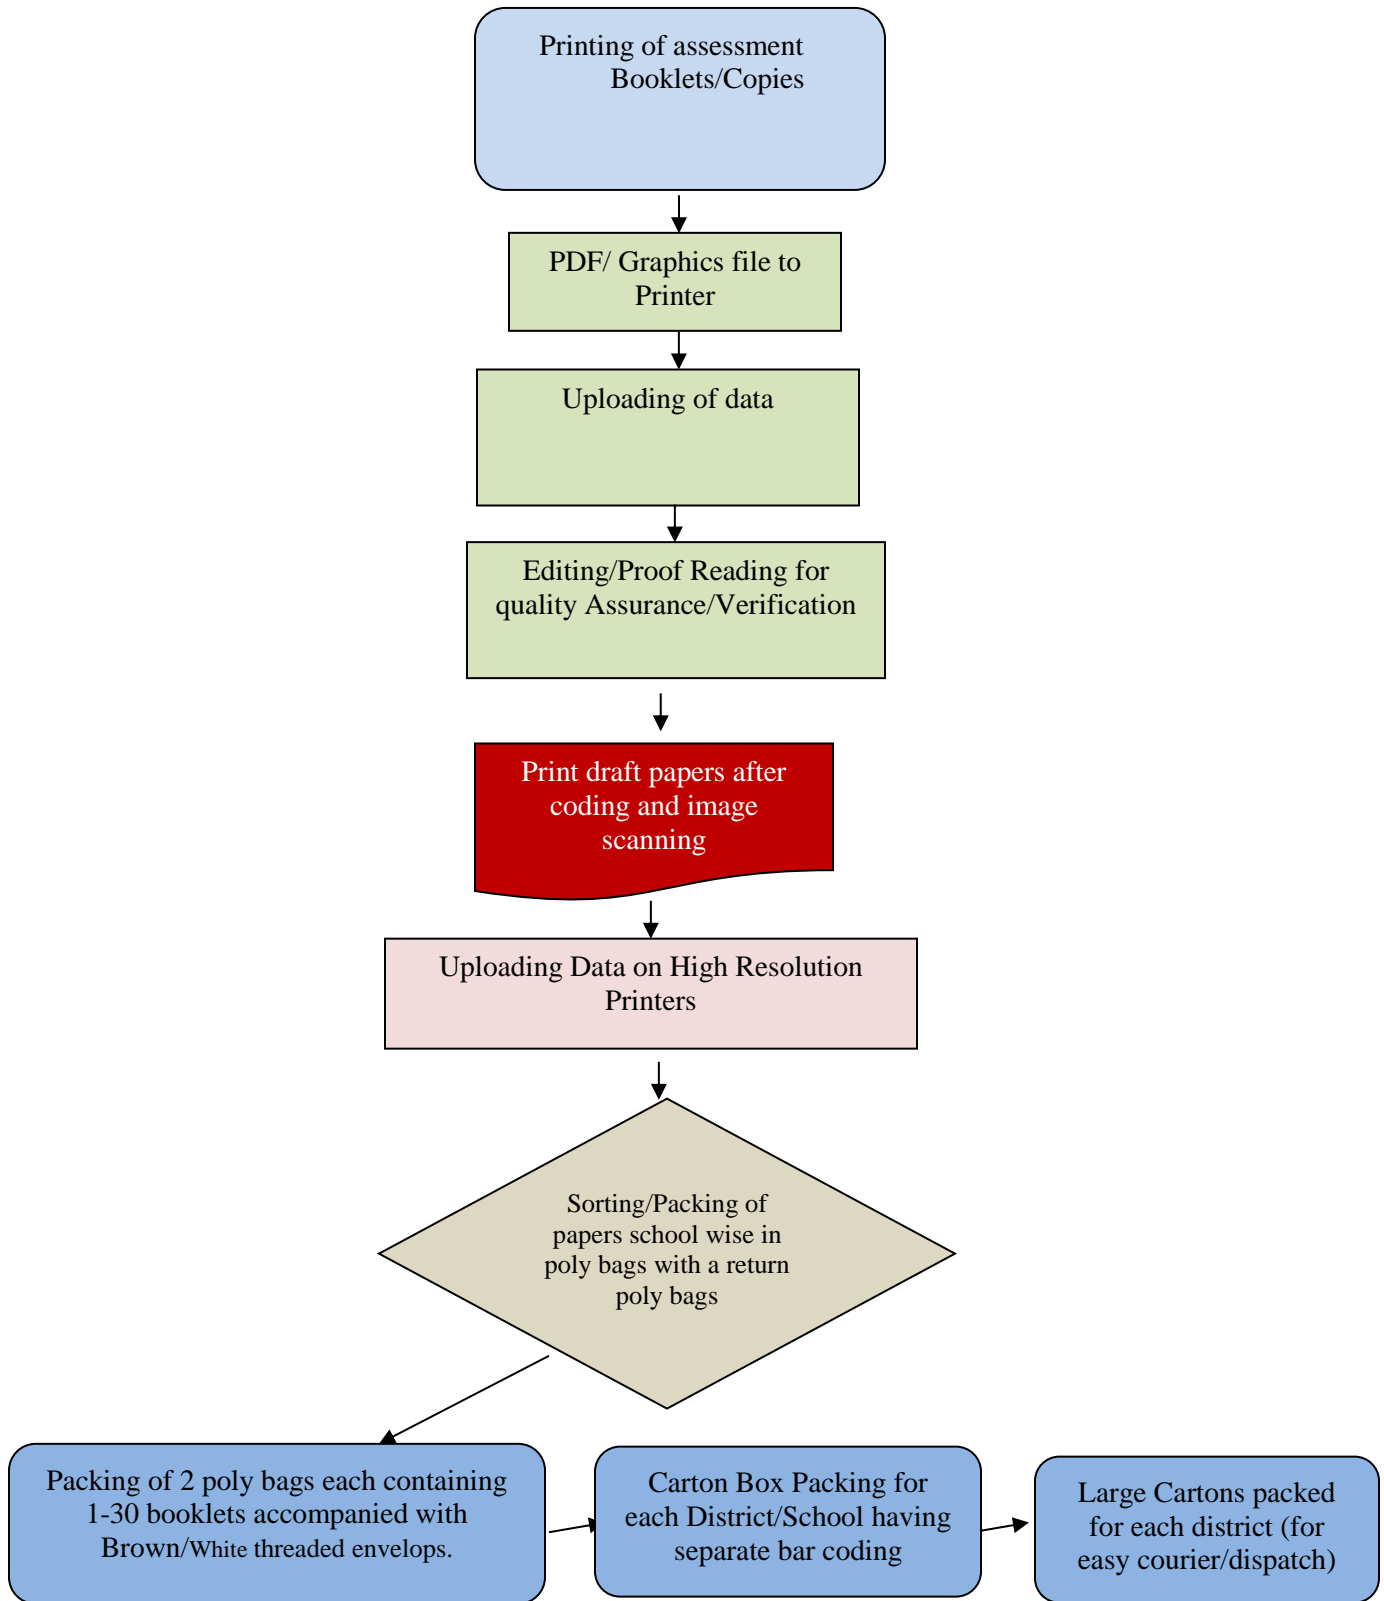 Printing of assessment
Booklets/Copies
PDF/ Graphics file to
Printer
Uploading of data
Editing/Proof Reading for
quality Assurance/Verification
Print draft papers after
coding and image
scanning
Uploading Data on High Resolution
Printers
Sorting/Packing of
papers school wise in
poly bags with a return
poly bags
Packing of 2 poly bags each containing
1-30 booklets accompanied with
Brown/White threaded envelops.
Carton Box Packing for
each District/School having
separate bar coding
Large Cartons packed
for each district (for
easy courier/dispatch)